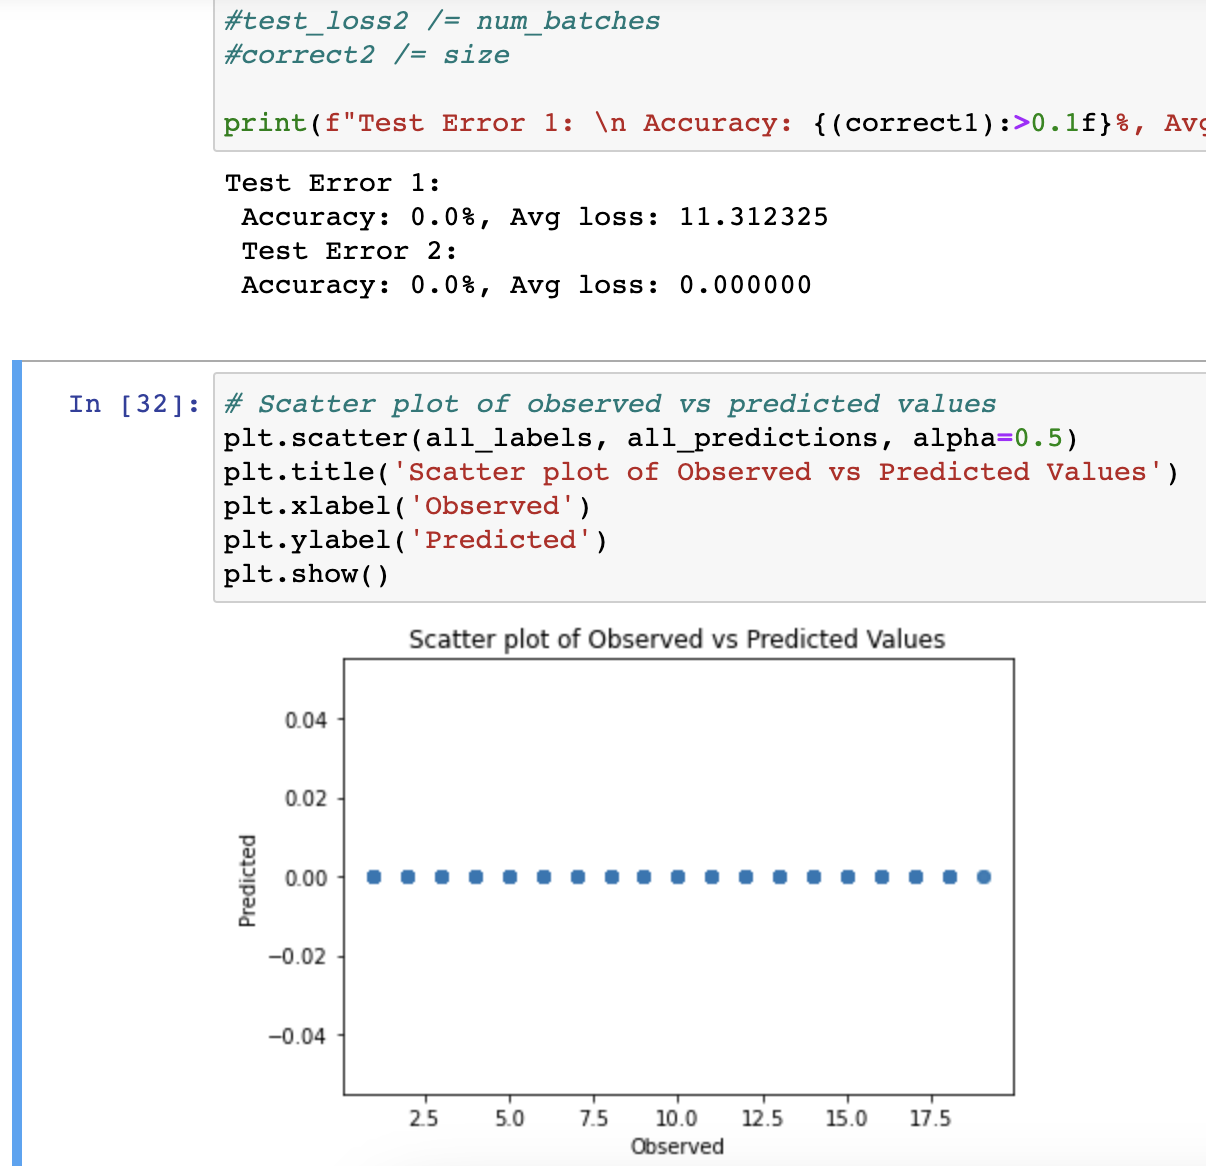 #test_loss2 /= num_batches
#correct2 /= size
print(f"Test Error 1: \n Accuracy: {(correct1):>0.1f}%, Avg
Test Error 1:
Accuracy: 0.0%, Avg loss: 11.312325
Test Error 2:
Accuracy: 0.0%, Avg loss: 0.000000
In [32]:
# Scatter plot of observed vs predicted values
plt.scatter(all_labels, all_predictions, alpha=0.5)
plt.title('Scatter plot of Observed vs Predicted Values')
plt.xlabel('Observed')
plt.ylabel('Predicted')
plt.show()
Scatter plot of Observed vs Predicted Values
Predicted
0.04
0.02
0.00
−0.02
−0.04
2.5 5.0 7.5 10.0 12.5 15.0 17.5
Observed